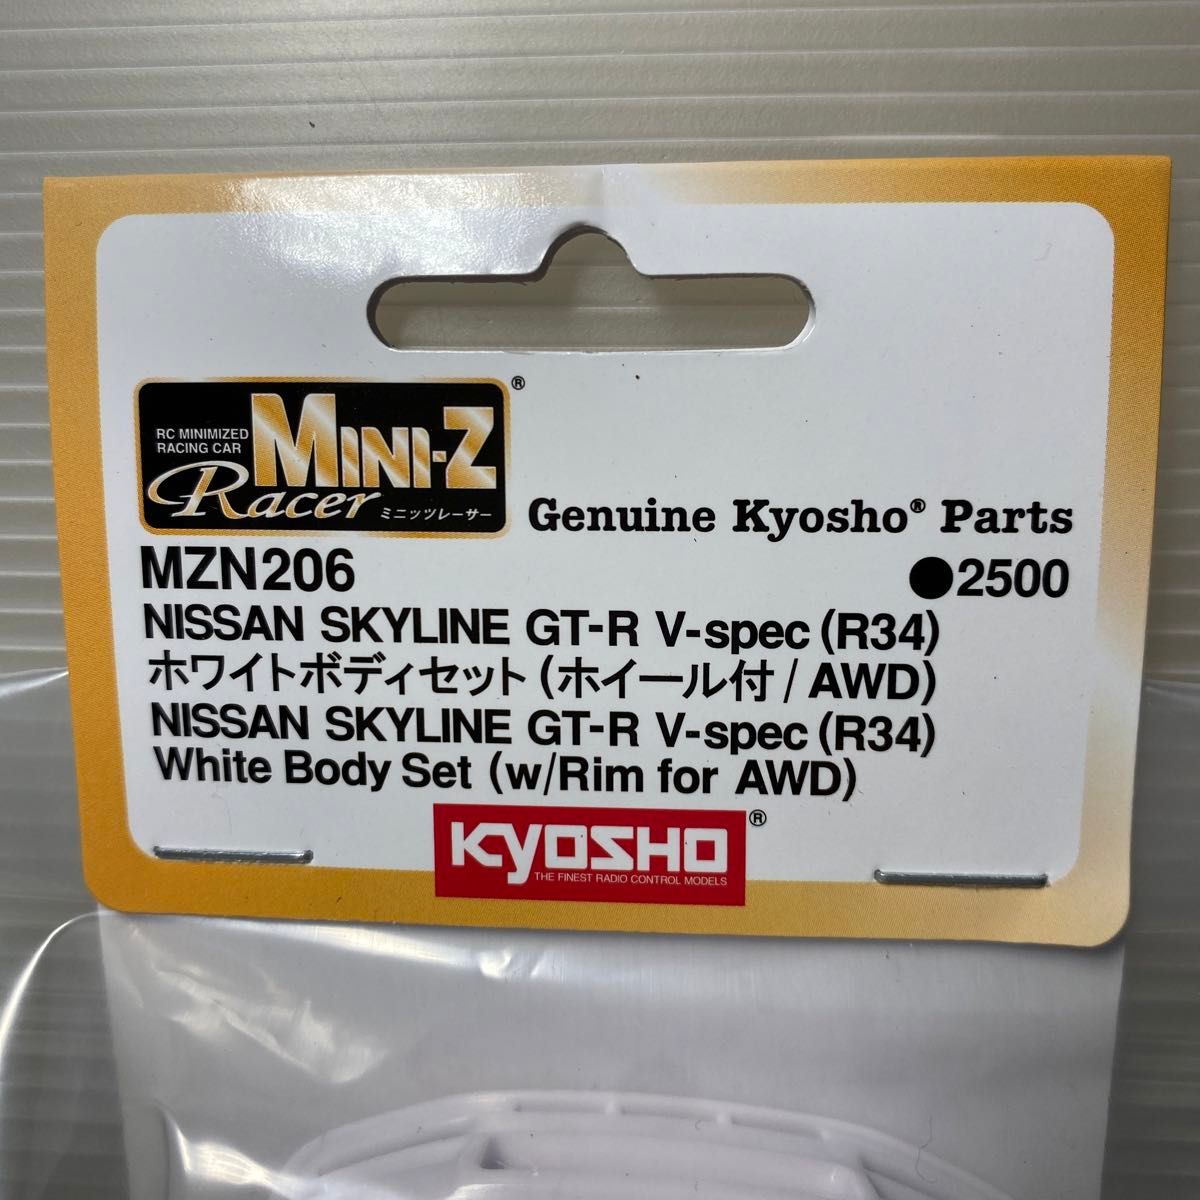 RC MINIMIZED
RACING CAR
MINI-Z®
Racer ミニッツレーサー
Genuine Kyosho® Parts
MZN206 ●2500
NISSAN SKYLINE GT-R V-spec (R34)
ホワイトボディセット (ホイール付 / AWD)
NISSAN SKYLINE GT-R V-spec (R34)
White Body Set (w/Rim for AWD)
KYOSHO®
THE FINEST RADIO CONTROL MODELS